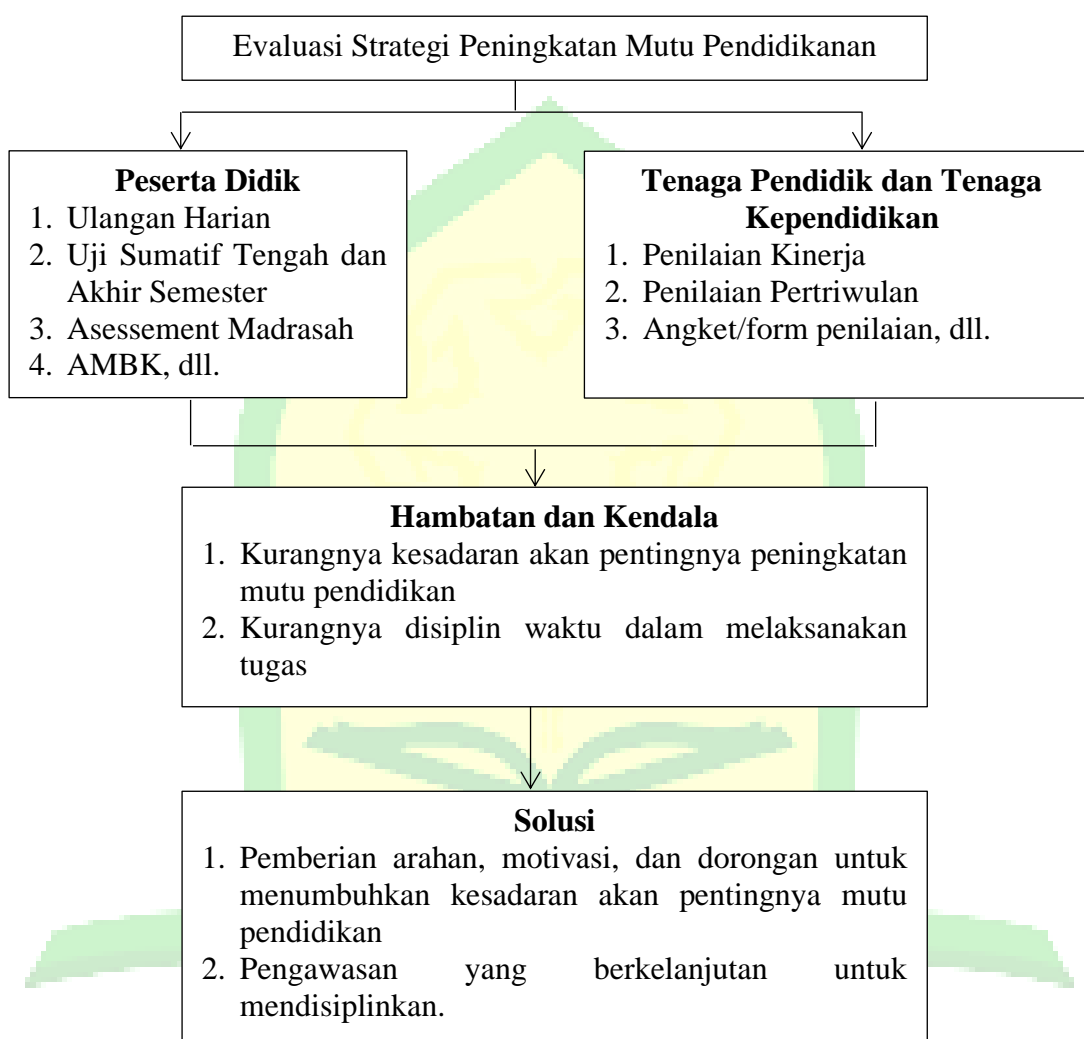 Evaluasi Strategi Peningkatan Mutu Pendidikanan
Peserta Didik
1. Ulangan Harian
2. Uji Sumatif Tengah dan
Akhir Semester
3. Asessement Madrasah
4. AMBK, dll.
Tenaga Pendidik dan Tenaga
Kependidikan
1. Penilaian Kinerja
2. Penilaian Pertriwulan
3. Angket/form penilaian, dll.
Hambatan dan Kendala
1. Kurangnya kesadaran akan pentingnya peningkatan
mutu pendidikan
2. Kurangnya disiplin waktu dalam melaksanakan
tugas
Solusi
1. Pemberian arahan, motivasi, dan dorongan untuk
menumbuhkan kesadaran akan pentingnya mutu
pendidikan
2. Pengawasan yang berkelanjutan untuk
mendisiplinkan.